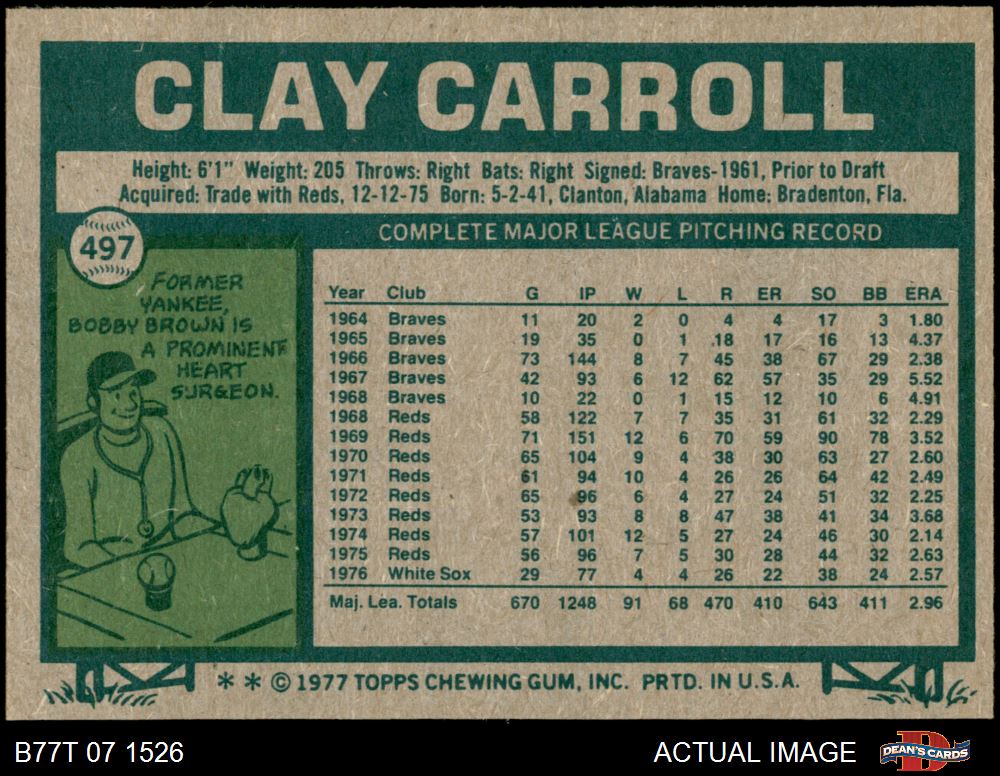 CLAY CARROLL
Height: 6'1" Weight: 205 Throws: Right Bats: Right Signed: Braves-1961, Prior to Draft
Acquired: Trade with Reds, 12-12-75 Born: 5-2-41, Clanton, Alabama Home: Bradenton, Fla.
497
FORMER
YANKEE,
BOBBY BROWN IS
A PROMINENT
HEART
SURGEON.
COMPLETE MAJOR LEAGUE PITCHING RECORD
Year Club G IP W L R ER SO BB ERA
1964 Braves 11 20 2 0 4 4 17 3 1.80
1965 Braves 19 35 0 1 18 17 16 13 4.37
1966 Braves 73 144 8 7 45 38 67 29 2.38
1967 Braves 42 93 6 12 62 57 35 29 5.52
1968 Braves 10 22 0 1 15 12 10 6 4.91
1968 Reds 58 122 7 7 35 31 61 32 2.29
1969 Reds 71 151 12 6 70 59 90 78 3.52
1970 Reds 65 104 9 4 38 30 63 27 2.60
1971 Reds 61 94 10 4 26 26 64 42 2.49
1972 Reds 65 96 6 4 27 24 51 32 2.25
1973 Reds 53 93 8 8 47 38 41 34 3.68
1974 Reds 57 101 12 5 27 24 46 30 2.14
1975 Reds 56 96 7 5 30 28 44 32 2.63
1976 White Sox 29 77 4 4 26 22 38 24 2.57
Maj. Lea. Totals 670 1248 91 68 470 410 643 411 2.96
* * © 1977 TOPPS CHEWING GUM, INC. PRTD. IN U.S.A.
B77T 07 1526 ACTUAL IMAGE DEAN'S CARDS